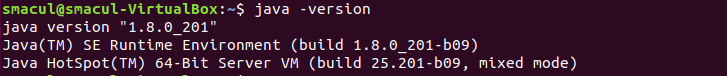 smacul@smacul-VirtualBox:~$ java -version
java version "1.8.0_201"
Java(TM) SE Runtime Environment (build 1.8.0_201-b09)
Java HotSpot(TM) 64-Bit Server VM (build 25.201-b09, mixed mode)